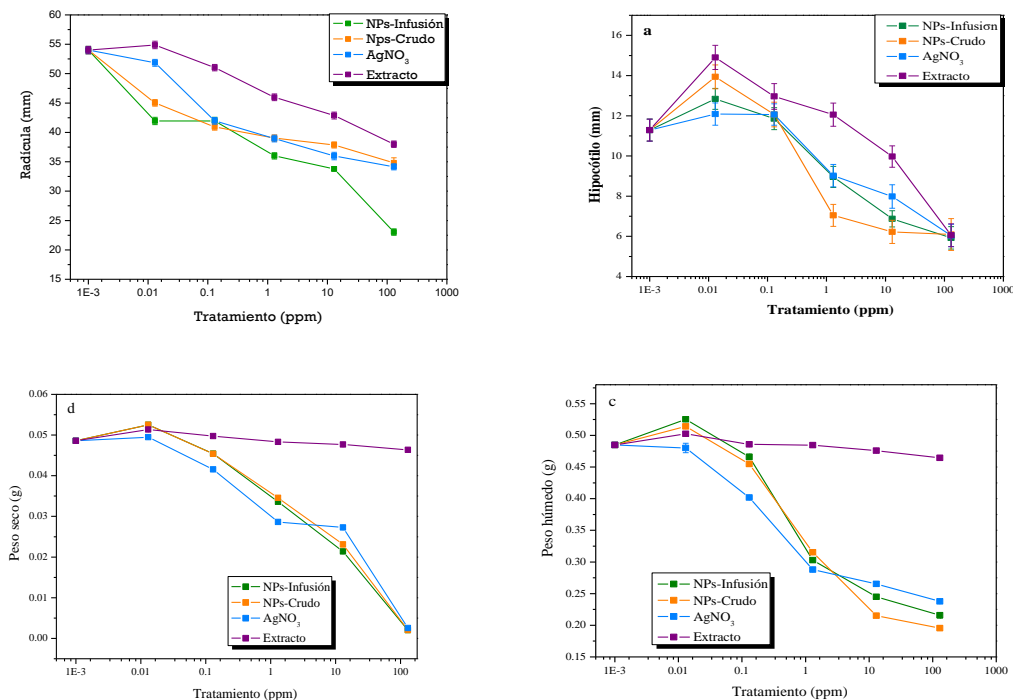 60
55
50
45
40
35
30
25
20
15
Radícula (mm)
NPs-Infusión
Nps-Crudo
AgNO3
Extracto
1E-3 0.01 0.1 1 10 100 1000
Tratamiento (ppm)
a
16
14
12
10
8
6
4
Hipocótilo (mm)
NPs-Infusión
NPs-Crudo
AgNO3
Extracto
1E-3 0.01 0.1 1 10 100 1000
Tratamiento (ppm)
d
0.06
0.05
0.04
0.03
0.02
0.01
0.00
Peso seco (g)
NPs-Infusión
NPs-Crudo
AgNO3
Extracto
1E-3 0.01 0.1 1 10 100
Tratamiento (ppm)
c
0.55
0.50
0.45
0.40
0.35
0.30
0.25
0.20
0.15
Peso húmedo (g)
NPs-Infusión
NPs-Crudo
AgNO3
Extracto
1E-3 0.01 0.1 1 10 100 1000
Tratamiento (ppm)